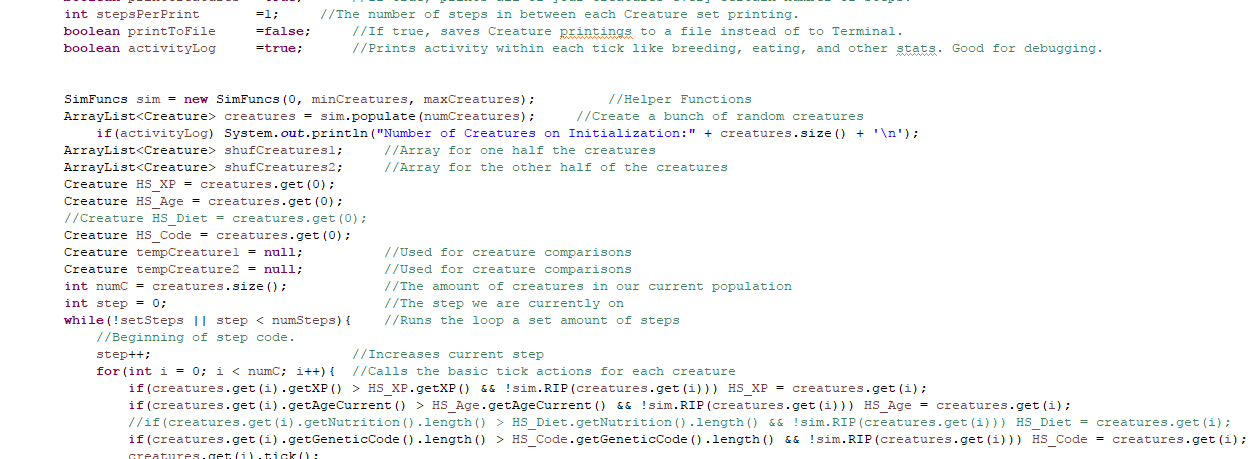 int stepsPerPrint =1; //The number of steps in between each Creature set printing.
boolean printToFile =false; //If true, saves Creature printings to a file instead of to Terminal.
boolean activityLog =true; //Prints activity within each tick like breeding, eating, and other stats. Good for debugging.
SimFuncs sim = new SimFuncs(0, minCreatures, maxCreatures); //Helper Functions
ArrayList<Creature> creatures = sim.populate(numCreatures); //Create a bunch of random creatures
if(activityLog) System.out.println("Number of Creatures on Initialization:" + creatures.size() + '\n');
ArrayList<Creature> shufCreatures1; //Array for one half the creatures
ArrayList<Creature> shufCreatures2; //Array for the other half of the creatures
Creature HS_XP = creatures.get(0);
Creature HS_Age = creatures.get(0);
//Creature HS_Diet = creatures.get(0);
Creature HS_Code = creatures.get(0);
Creature tempCreature1 = null; //Used for creature comparisons
Creature tempCreature2 = null; //Used for creature comparisons
int numC = creatures.size(); //The amount of creatures in our current population
int step = 0; //The step we are currently on
while(!setSteps || step < numSteps){ //Runs the loop a set amount of steps
//Beginning of step code.
step++; //Increases current step
for(int i = 0; i < numC; i++){ //Calls the basic tick actions for each creature
if(creatures.get(i).getXP() > HS_XP.getXP() && !sim.RIP(creatures.get(i))) HS_XP = creatures.get(i);
if(creatures.get(i).getAgeCurrent() > HS_Age.getAgeCurrent() && !sim.RIP(creatures.get(i))) HS_Age = creatures.get(i);
//if(creatures.get(i).getNutrition().length() > HS_Diet.getNutrition().length() && !sim.RIP(creatures.get(i))) HS_Diet = creatures.get(i);
if(creatures.get(i).getGeneticCode().length() > HS_Code.getGeneticCode().length() && !sim.RIP(creatures.get(i))) HS_Code = creatures.get(i);
creatures.get(i).tick();